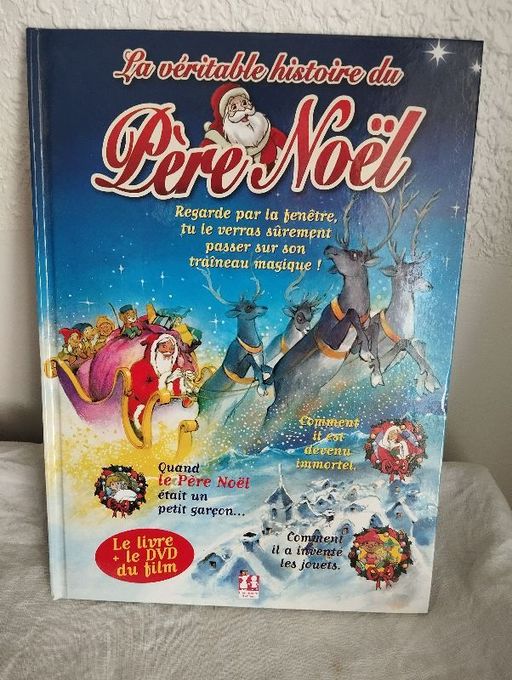 La véritable histoire du
Père Noël
Regarde par la fenêtre,
tu le verras sûrement
passer sur son
traîneau magique !
Comment
il est
devenu
immortel.
Quand
le Père Noël
était un
petit garçon...
Le livre
+ le DVD
du film
Comment
il a inventé
les jouets.